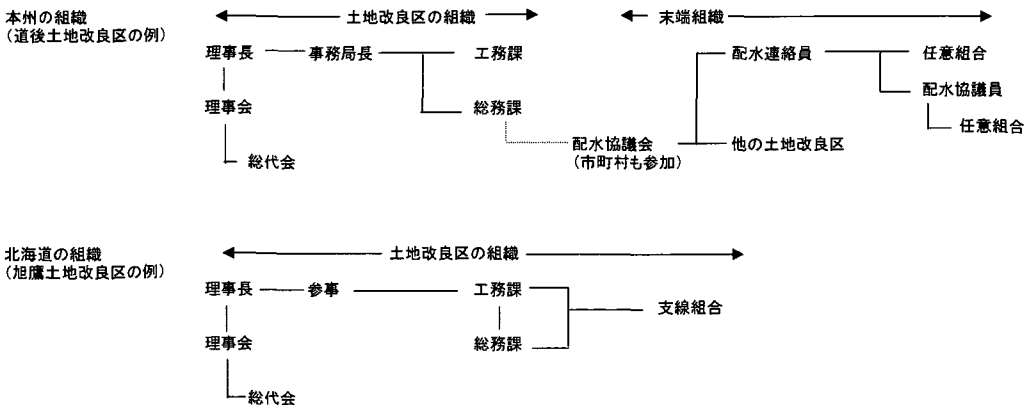 本州の組織
(道後土地改良区の例)
土地改良区の組織
末端組織
理事長
事務局長
工務課
配水連絡員
任意組合
理事会
総務課
配水協議員
総代会
配水協議会
(市町村も参加)
他の土地改良区
任意組合
北海道の組織
(旭鷹土地改良区の例)
土地改良区の組織
理事長
参事
工務課
支線組合
理事会
総務課
総代会